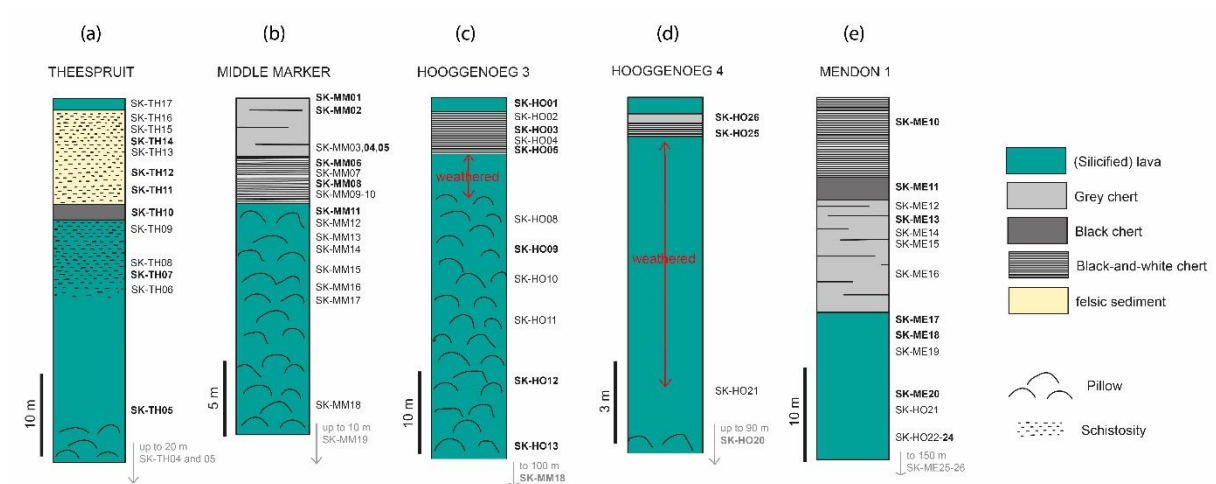 (a)
THEESPRUIT
SK-TH17
SK-TH16
SK-TH15
SK-TH14
SK-TH13
SK-TH12
SK-TH11
SK-TH10
SK-TH09
SK-TH08
SK-TH07
SK-TH06
SK-TH05
10 m
up to 20 m
SK-TH04 and 05
(b)
MIDDLE MARKER
SK-MM01
SK-MM02
SK-MM03,04,05
SK-MM06
SK-MM07
SK-MM08
SK-MM09-10
SK-MM11
SK-MM12
SK-MM13
SK-MM14
SK-MM15
SK-MM16
SK-MM17
SK-MM18
5 m
up to 10 m
SK-MM19
(c)
HOOGGENOEG 3
SK-HO01
SK-HO02
SK-HO03
SK-HO04
SK-HO05
weathered
SK-HO08
SK-HO09
SK-HO10
SK-HO11
SK-HO12
SK-HO13
10 m
to 100 m
SK-MM18
(d)
HOOGGENOEG 4
SK-HO26
SK-HO25
weathered
SK-HO21
3 m
up to 90 m
SK-HO20
(e)
MENDON 1
SK-ME10
SK-ME11
SK-ME12
SK-ME13
SK-ME14
SK-ME15
SK-ME16
SK-ME17
SK-ME18
SK-ME19
SK-ME20
SK-HO21
SK-HO22-24
10 m
to 150 m
SK-ME25-26
(Silicified) lava
Grey chert
Black chert
Black-and-white chert
felsic sediment
Pillow
Schistosity